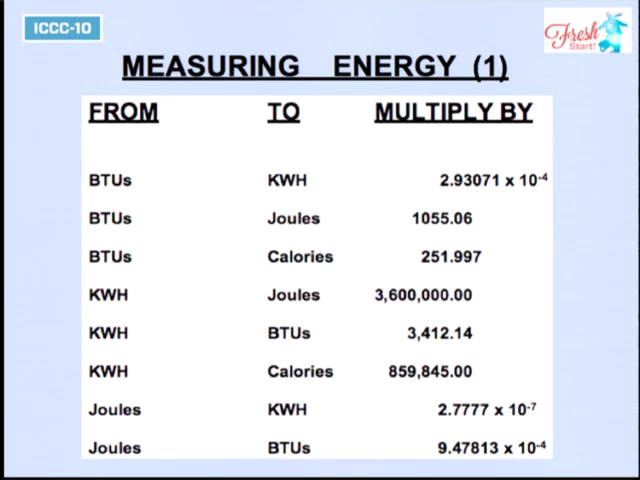 ICCC-10
Fresh
Start!
MEASURING ENERGY (1)
FROM TO MULTIPLY BY
BTUs KWH 2.93071 x 10⁻⁴
BTUs Joules 1055.06
BTUs Calories 251.997
KWH Joules 3,600,000.00
KWH BTUs 3,412.14
KWH Calories 859,845.00
Joules KWH 2.7777 x 10⁻⁷
Joules BTUs 9.47813 x 10⁻⁴